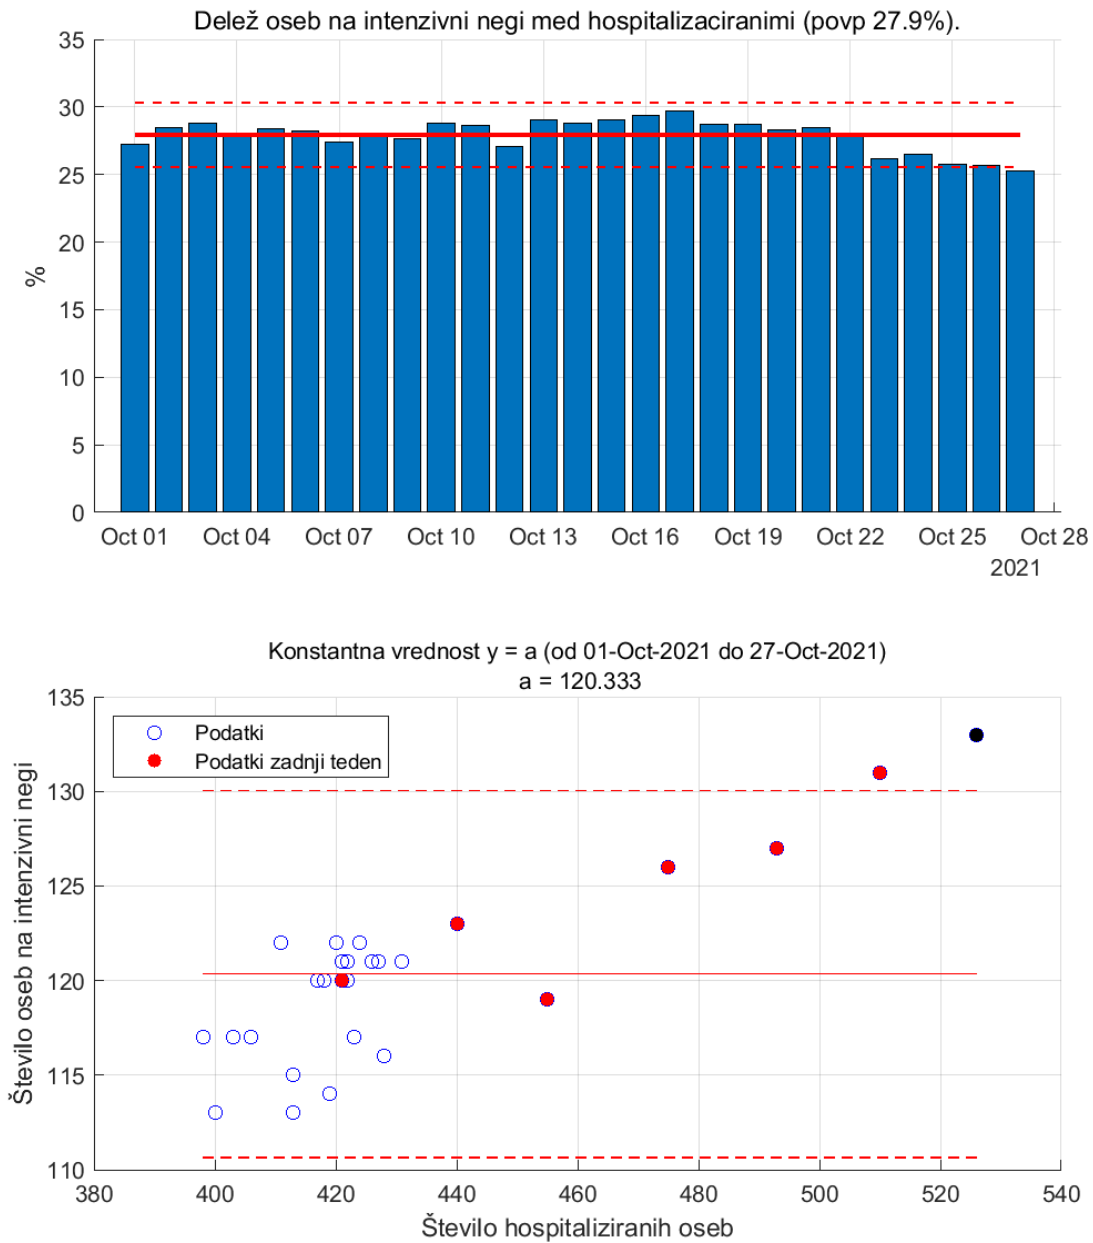 Delež oseb na intenzivni negi med hospitalizaciranimi (povp 27.9%).
35
30
25
20
15
10
5
0
%
Oct 01 Oct 04 Oct 07 Oct 10 Oct 13 Oct 16 Oct 19 Oct 22 Oct 25 Oct 28
2021
Konstantna vrednost y = a (od 01-Oct-2021 do 27-Oct-2021)
a = 120.333
135
130
125
120
115
110
Število oseb na intenzivni negi
Podatki
Podatki zadnji teden
380 400 420 440 460 480 500 520 540
Število hospitaliziranih oseb